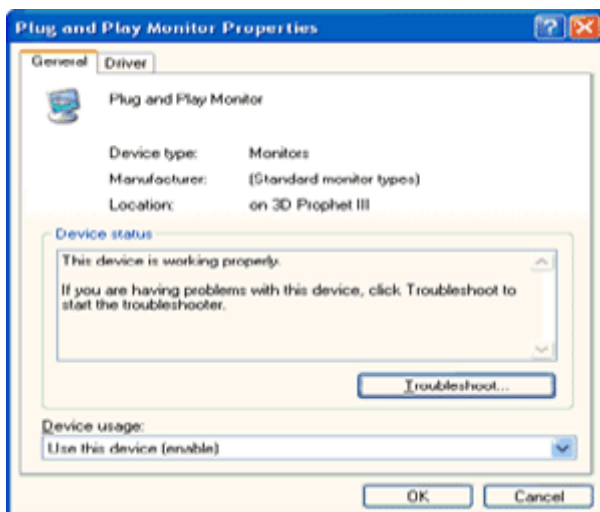 Plug and Play Monitor Properties
General Driver
Plug and Play Monitor
Device type: Monitors
Manufacturer: (Standard monitor types)
Location: on 3D Prophet III
Device status
This device is working properly.
If you are having problems with this device, click Troubleshoot to
start the troubleshooter.
Troubleshoot...
Device usage:
Use this device (enable)
OK Cancel